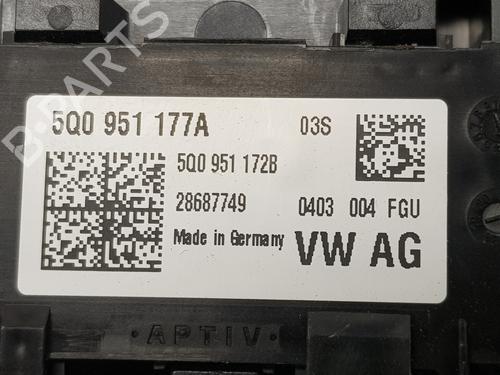 5Q0 951 177A 03S
5Q0 951 172B
28687749 0403 004 FGU
Made in Germany VW AG
· APTIV ·
B-PARTS